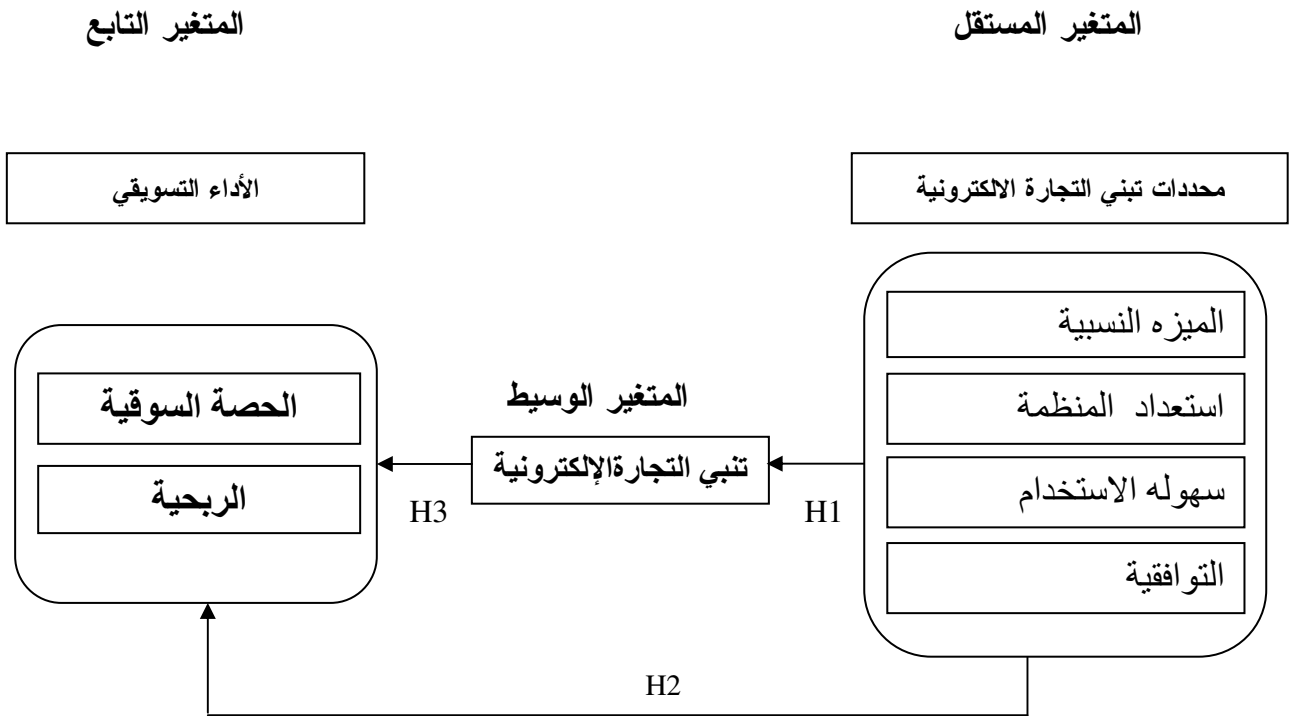 المتغير المستقل
المتغير التابع
محددات تبني التجارة الالكترونية
الأداء التسويقي
الميزه النسبية
استعداد المنظمة
سهوله الاستخدام
التوافقية
المتغير الوسيط
تنبي التجارةالإلكترونية
الحصة السوقية
الربحية
H1
H3
H2